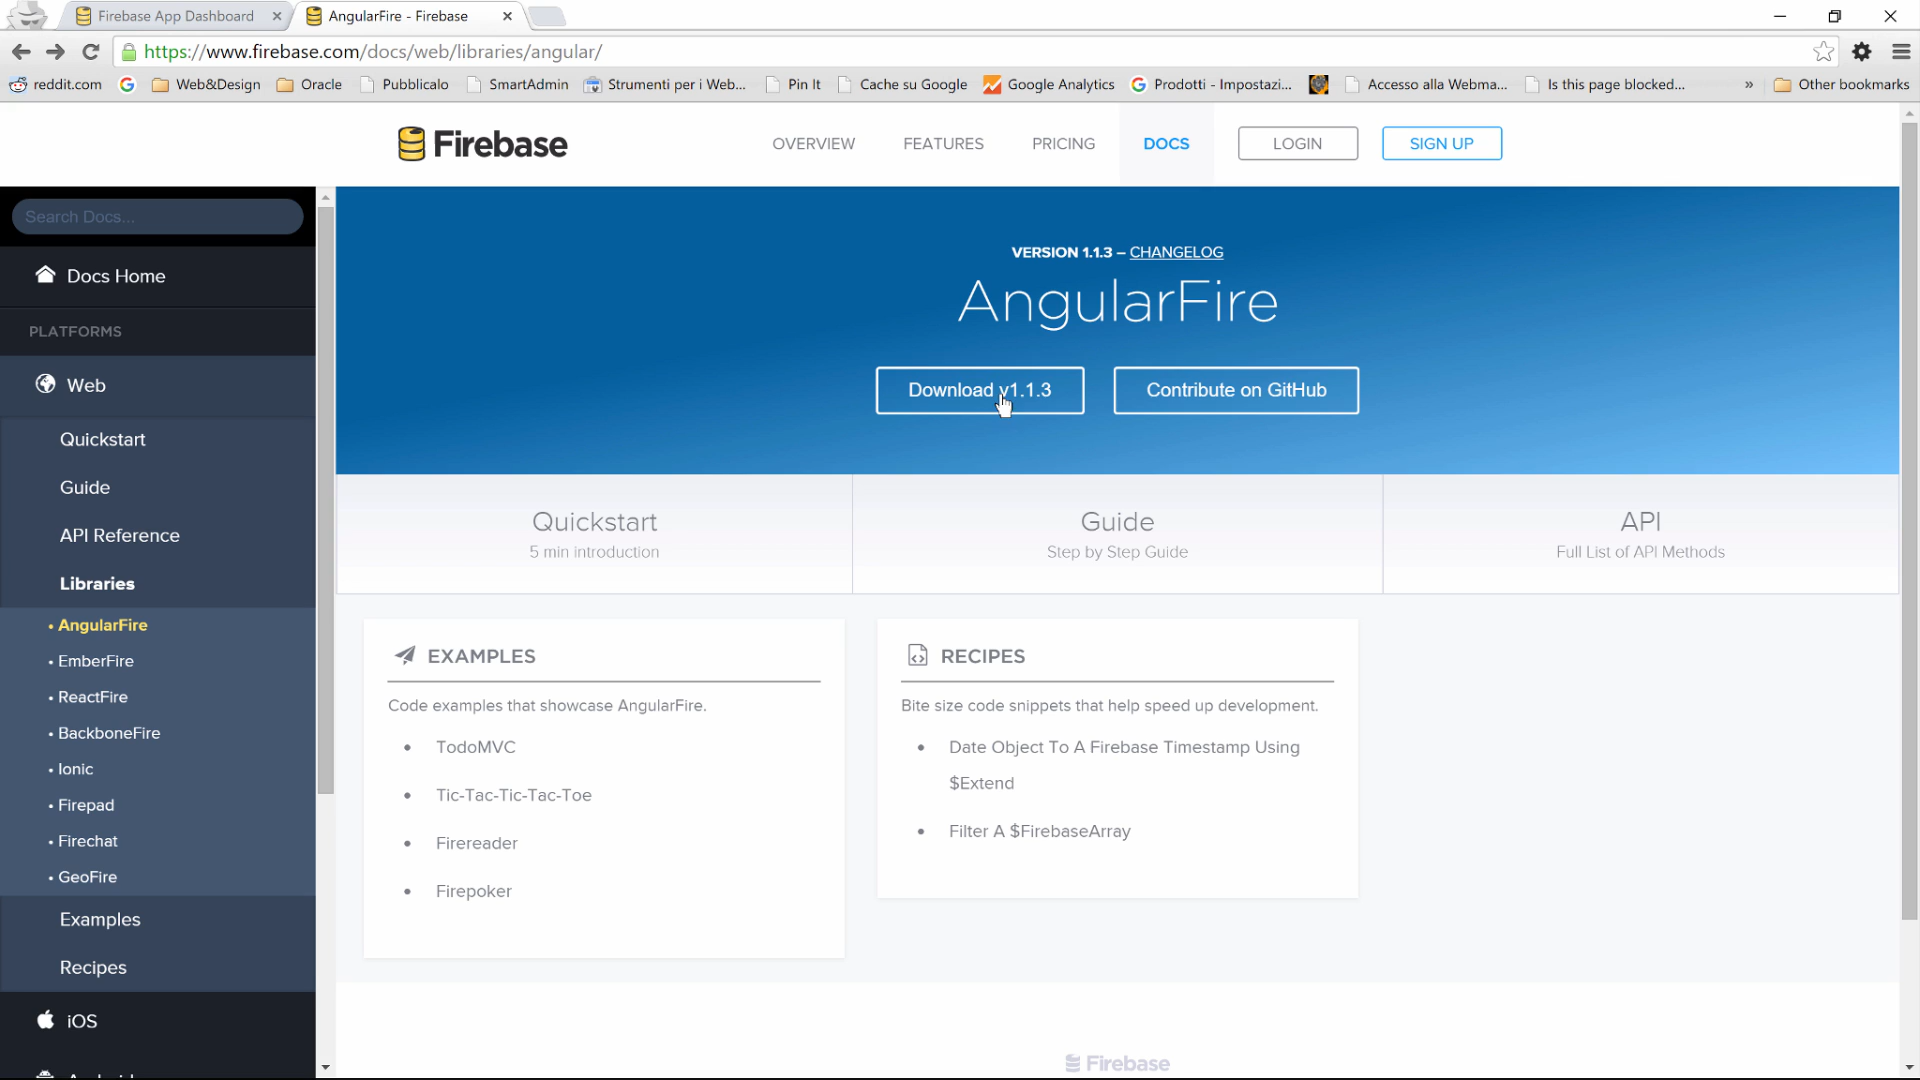 Firebase App Dashboard
AngularFire - Firebase
https://www.firebase.com/docs/web/libraries/angular/
reddit.com
Web&Design
Oracle
Pubblicalo
SmartAdmin
Strumenti per i Web...
Pin It
Cache su Google
Google Analytics
Prodotti - Impostazi...
Accesso alla Webma...
Is this page blocked...
»
Other bookmarks
Firebase
OVERVIEW
FEATURES
PRICING
DOCS
LOGIN
SIGN UP
Search Docs...
Docs Home
PLATFORMS
Web
Quickstart
Guide
API Reference
Libraries
• AngularFire
• EmberFire
• ReactFire
• BackboneFire
• Ionic
• Firepad
• Firechat
• GeoFire
Examples
Recipes
iOS
VERSION 1.1.3 – CHANGELOG
AngularFire
Download v1.1.3
Contribute on GitHub
Quickstart
5 min introduction
Guide
Step by Step Guide
API
Full List of API Methods
EXAMPLES
Code examples that showcase AngularFire.
• TodoMVC
• Tic-Tac-Tic-Tac-Toe
• Firereader
• Firepoker
RECIPES
Bite size code snippets that help speed up development.
• Date Object To A Firebase Timestamp Using
$Extend
• Filter A $FirebaseArray
Firebase